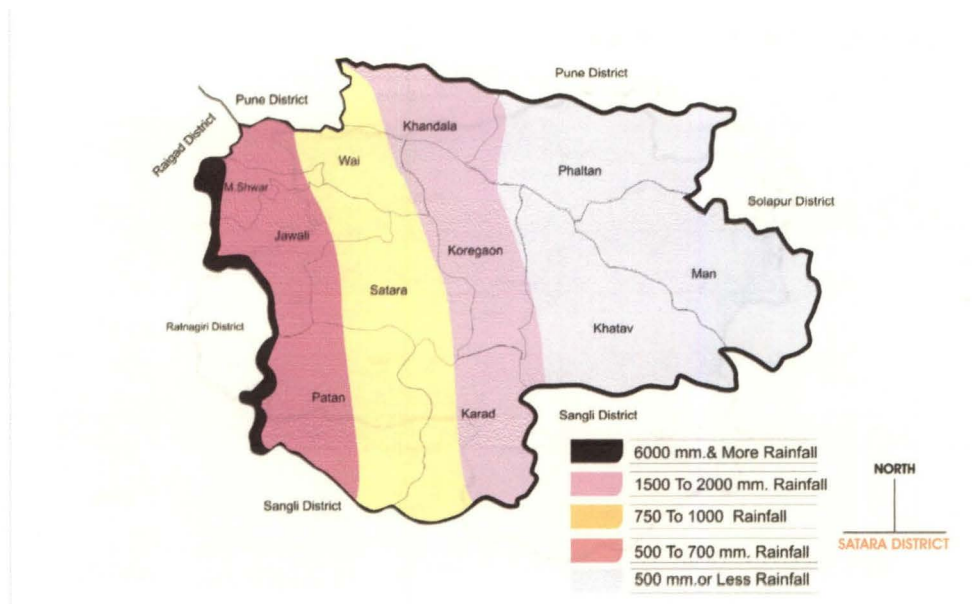 Pune District
Pune District
Raigad District
Khandala
Wai
Phaltan
M.Shwar
Solapur District
Jawali
Koregaon
Man
Satara
Ratnagiri District
Khatav
Patan
Karad
Sangli District
Sangli District
6000 mm.& More Rainfall
1500 To 2000 mm. Rainfall
750 To 1000 Rainfall
500 To 700 mm. Rainfall
500 mm.or Less Rainfall
NORTH
SATARA DISTRICT